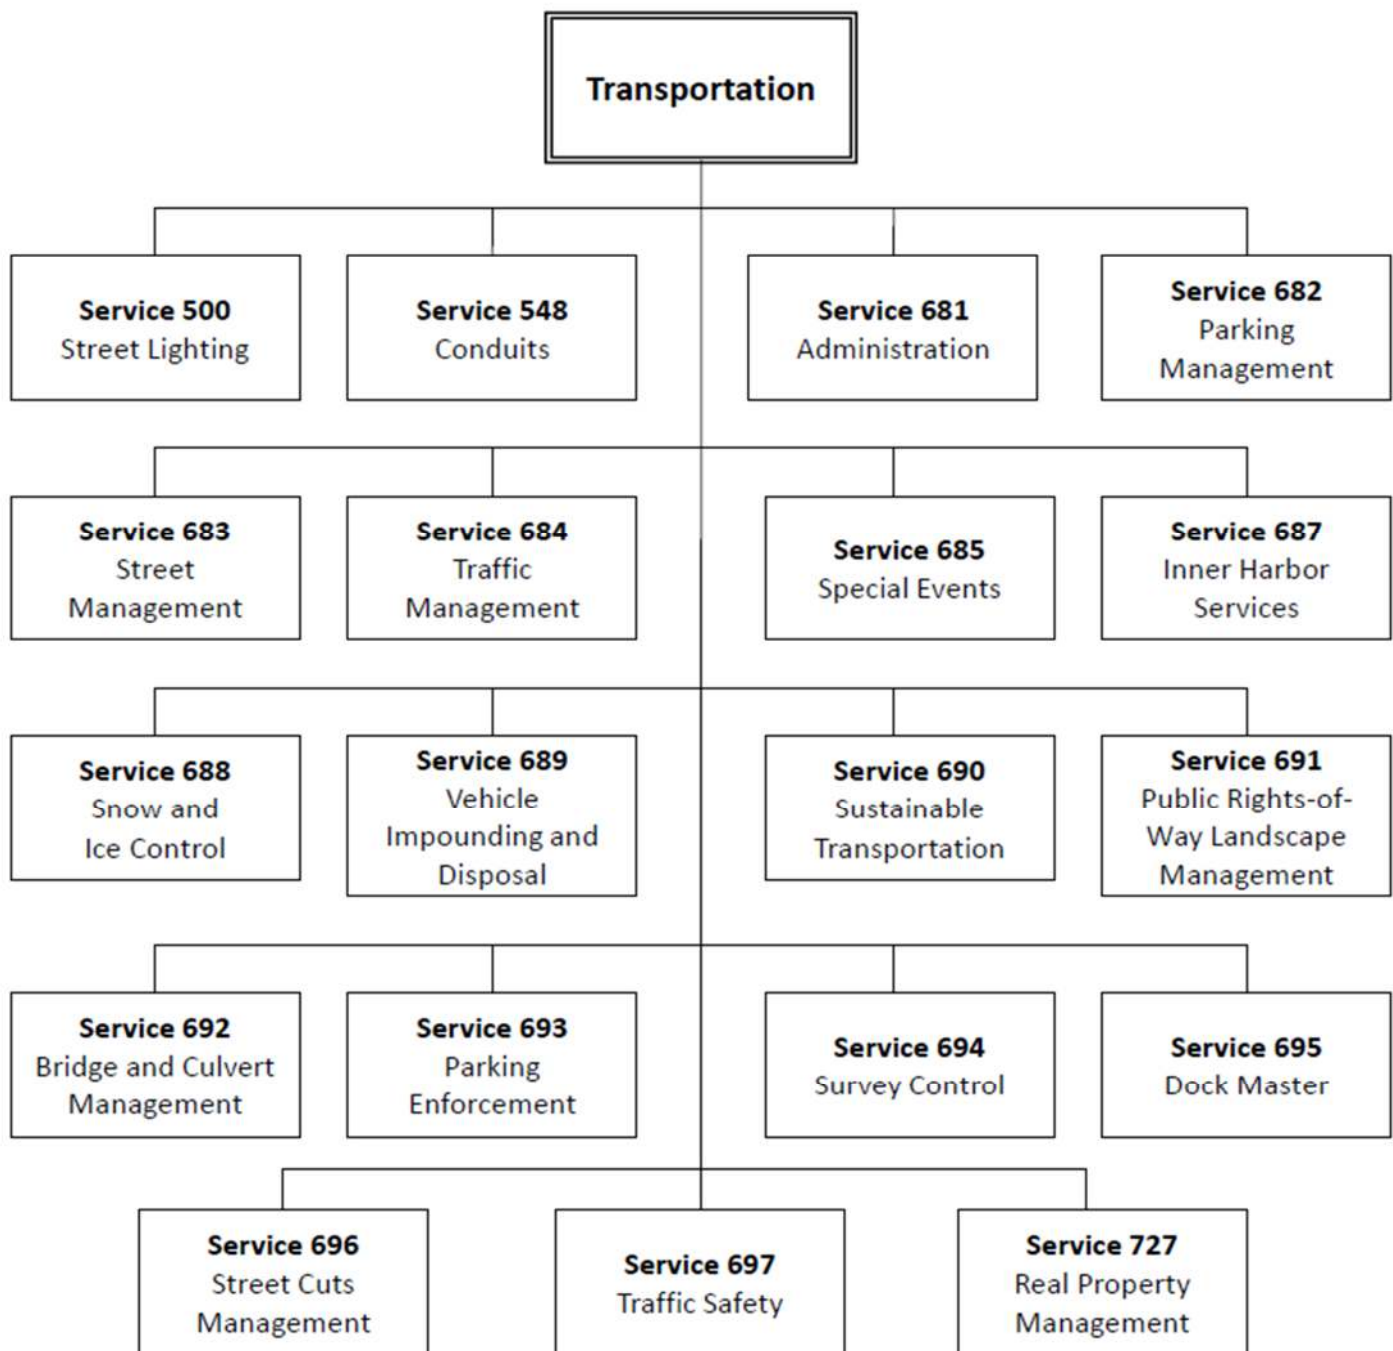 Transportation
Service 500
Street Lighting
Service 548
Conduits
Service 681
Administration
Service 682
Parking
Management
Service 683
Street
Management
Service 684
Traffic
Management
Service 685
Special Events
Service 687
Inner Harbor
Services
Service 688
Snow and
Ice Control
Service 689
Vehicle
Impounding and
Disposal
Service 690
Sustainable
Transportation
Service 691
Public Rights-of-
Way Landscape
Management
Service 692
Bridge and Culvert
Management
Service 693
Parking
Enforcement
Service 694
Survey Control
Service 695
Dock Master
Service 696
Street Cuts
Management
Service 697
Traffic Safety
Service 727
Real Property
Management